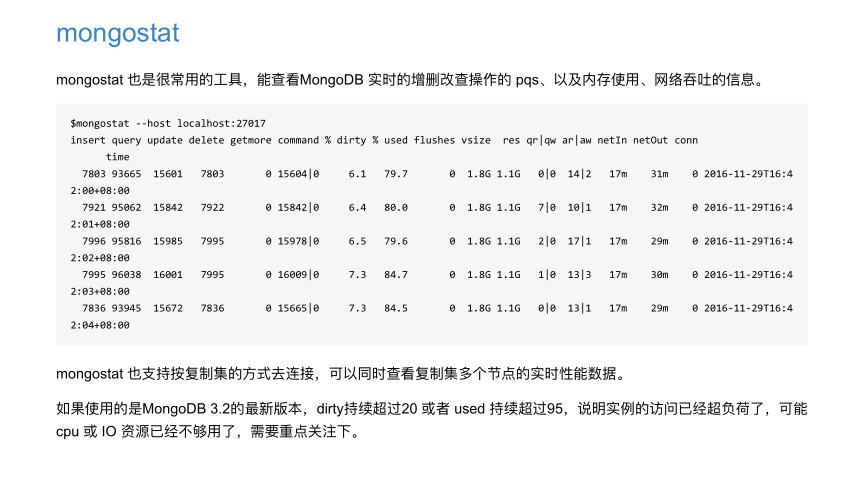 mongostat
mongostat 也是很常用的工具，能查看MongoDB 实时的增删改查操作的 pqs、以及内存使用、网络吞吐的信息。
$mongostat --host localhost:27017
insert query update delete getmore command % dirty % used flushes vsize  res qr|qw ar|aw netIn netOut conn
      time
  7803 93665  15601   7803       0 15604|0     6.1   79.7       0  1.8G 1.1G   0|0  14|2   17m    31m    0 2016-11-29T16:4
2:00+08:00
  7921 95062  15842   7922       0 15842|0     6.4   80.0       0  1.8G 1.1G   7|0  10|1   17m    32m    0 2016-11-29T16:4
2:01+08:00
  7996 95816  15985   7995       0 15978|0     6.5   79.6       0  1.8G 1.1G   2|0  17|1   17m    29m    0 2016-11-29T16:4
2:02+08:00
  7995 96038  16001   7995       0 16009|0     7.3   84.7       0  1.8G 1.1G   1|0  13|3   17m    30m    0 2016-11-29T16:4
2:03+08:00
  7836 93945  15672   7836       0 15665|0     7.3   84.5       0  1.8G 1.1G   0|0  13|1   17m    29m    0 2016-11-29T16:4
2:04+08:00
mongostat 也支持按复制集的方式去连接，可以同时查看复制集多个节点的实时性能数据。
如果使用的是MongoDB 3.2的最新版本，dirty持续超过20 或者 used 持续超过95，说明实例的访问已经超负荷了，可能
cpu 或 IO 资源已经不够用了，需要重点关注下。